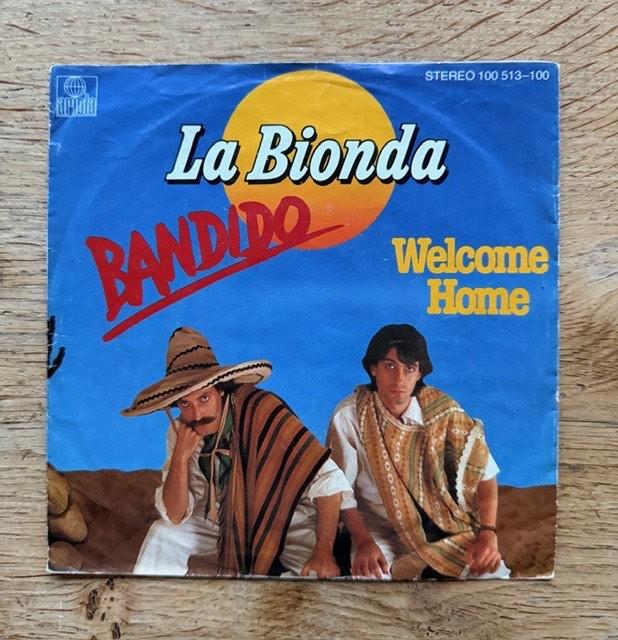 ariola
STEREO 100 513–100
La Bionda
BANDIDO
Welcome
Home